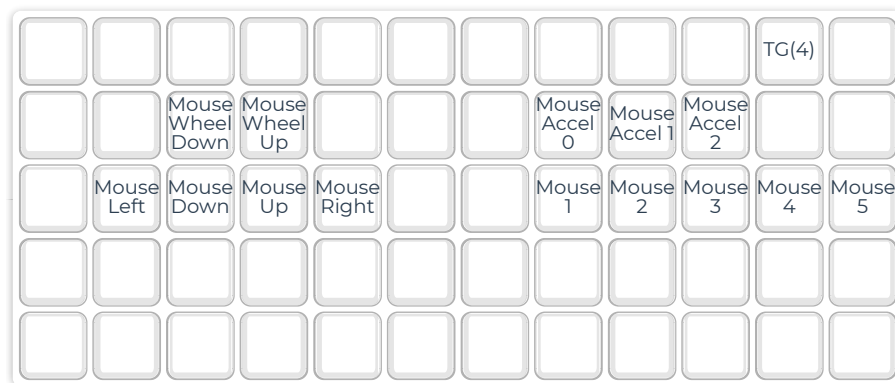 TG(4)
Mouse Wheel Down
Mouse Wheel Up
Mouse Accel 0
Mouse Accel 1
Mouse Accel 2
Mouse Left
Mouse Down
Mouse Up
Mouse Right
Mouse 1
Mouse 2
Mouse 3
Mouse 4
Mouse 5